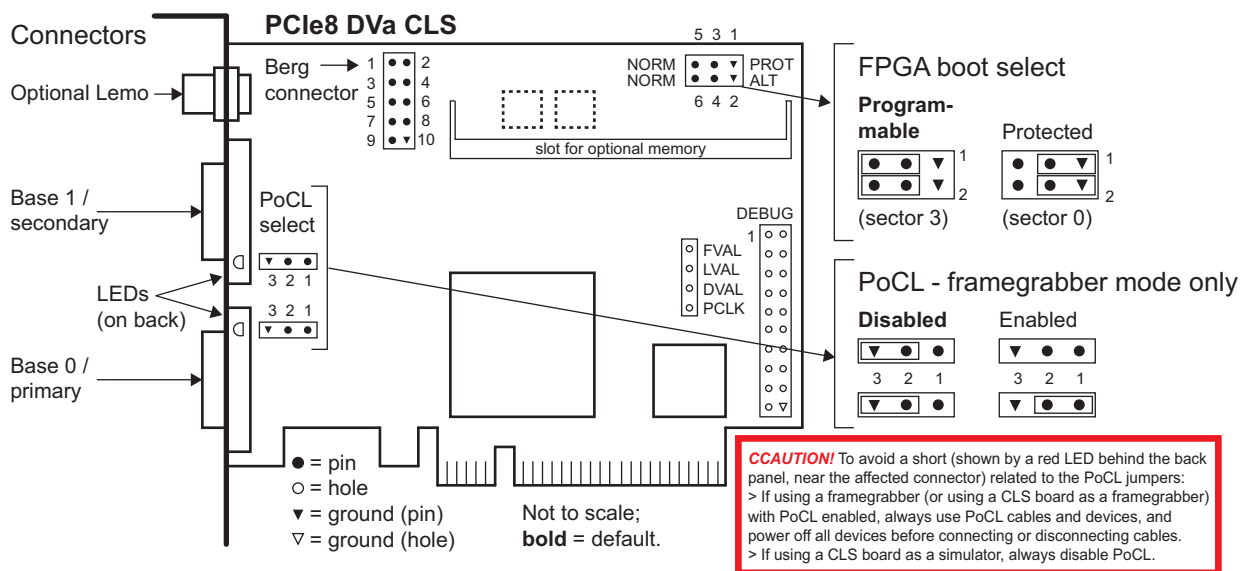 PCIe8 DVa CLS
Connectors
Optional Lemo
Base 1 /
secondary
LEDs
(on back)
Base 0 /
primary
Berg
connector
1 2
3 4
5 6
7 8
9 10
5 3 1
NORM PROT
NORM ALT
6 4 2
slot for optional memory
PoCL
select
3 2 1
3 2 1
DEBUG
1
FVAL
LVAL
DVAL
PCLK
● = pin
○ = hole
▼ = ground (pin)
▽ = ground (hole)
Not to scale;
bold = default.
FPGA boot select
Program-
mable
1
2
(sector 3)
Protected
1
2
(sector 0)
PoCL - framegrabber mode only
Disabled Enabled
3 2 1 3 2 1
CCAUTION! To avoid a short (shown by a red LED behind the back
panel, near the affected connector) related to the PoCL jumpers:
> If using a framegrabber (or using a CLS board as a framegrabber)
with PoCL enabled, always use PoCL cables and devices, and
power off all devices before connecting or disconnecting cables.
> If using a CLS board as a simulator, always disable PoCL.